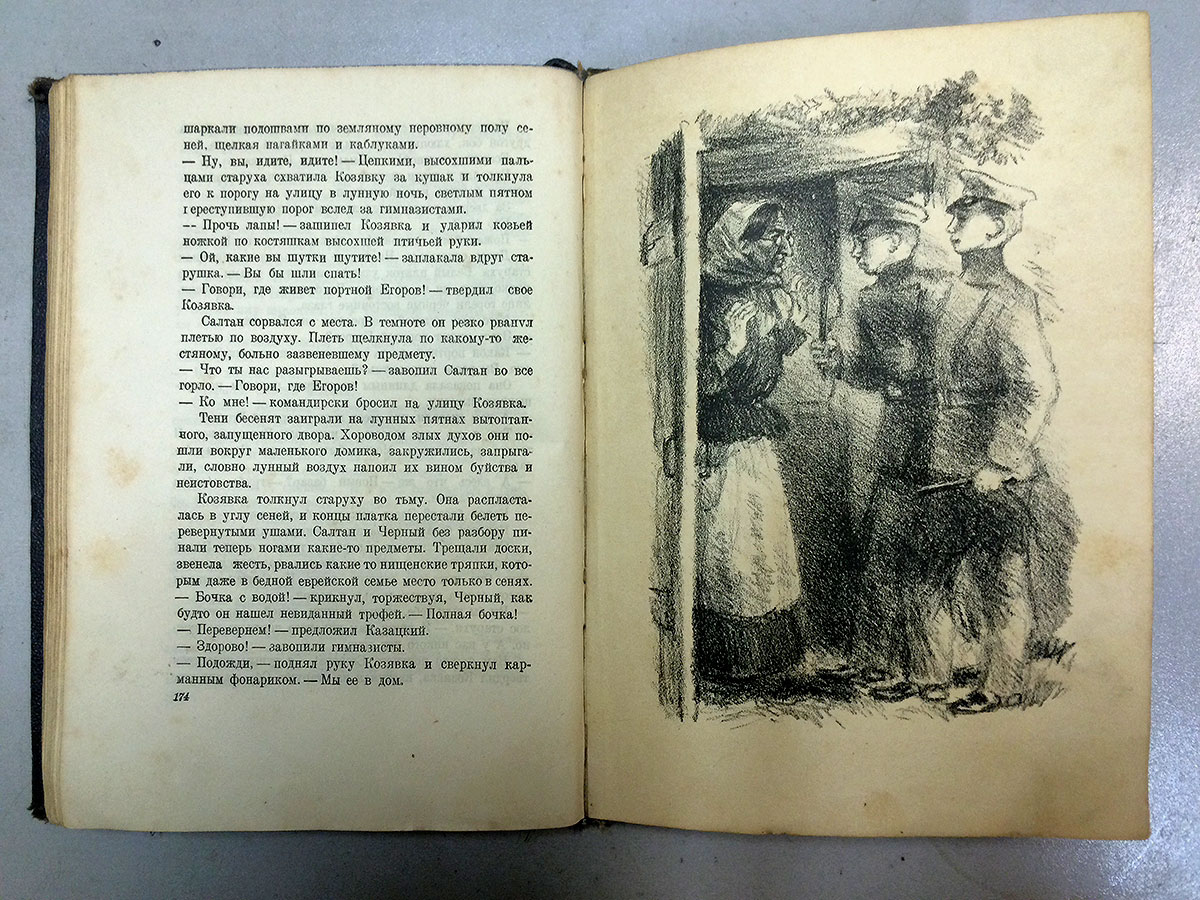 шаркали подошвами по земляному неровному полу се-
ней, щелкая нагайками и каблуками.
— Ну, вы, идите, идите! — Цепкими, высохшими паль-
цами старуха схватила Козявку за кушак и толкнула
его к порогу на улицу в лунную ночь, светлым пятном
ереступившую порог вслед за гимназистами.
-- Прочь лапы! — зашипел Козявка и ударил козьей
ножкой по костяшкам высохшей птичьей руки.
— Ой, какие вы шутки шутите! — заплакала вдруг ста-
рушка. — Вы бы шли спать!
— Говори, где живет портной Егоров! — твердил свое
Козявка.
Салтан сорвался с места. В темноте он резко рванул
плетью по воздуху. Плеть щелкнула по какому-то же-
стяному, больно зазвеневшему предмету.
— Что ты нас разыгрываешь? — завопил Салтан во все
горло. — Говори, где Егоров!
— Ко мне! — командирски бросил на улицу Козявка.
Тени бесенят заиграли на лунных пятнах вытоптан-
ного, запущенного двора. Хороводом злых духов они по-
шли вокруг маленького домика, закружились, запрыга-
ли, словно лунный воздух напоил их вином буйства и
неистовства.
Козявка толкнул старуху во тьму. Она распласта-
лась в углу сеней, и концы платка перестали белеть пе-
ревернутыми ушами. Салтан и Черный без разбору пи-
нали теперь ногами какие-то предметы. Трещали доски,
звенела жесть, рвались какие то нищенские тряпки, кото-
рым даже в бедной еврейской семье место только в сенях.
— Бочка с водой! — крикнул, торжествуя, Черный, как
будто он нашел невиданный трофей. — Полная бочка!
— Перевернем! — предложил Казацкий.
— Здорово! — завопили гимназисты.
— Подожди, — поднял руку Козявка и сверкнул кар-
манным фонариком. — Мы ее в дом.
174